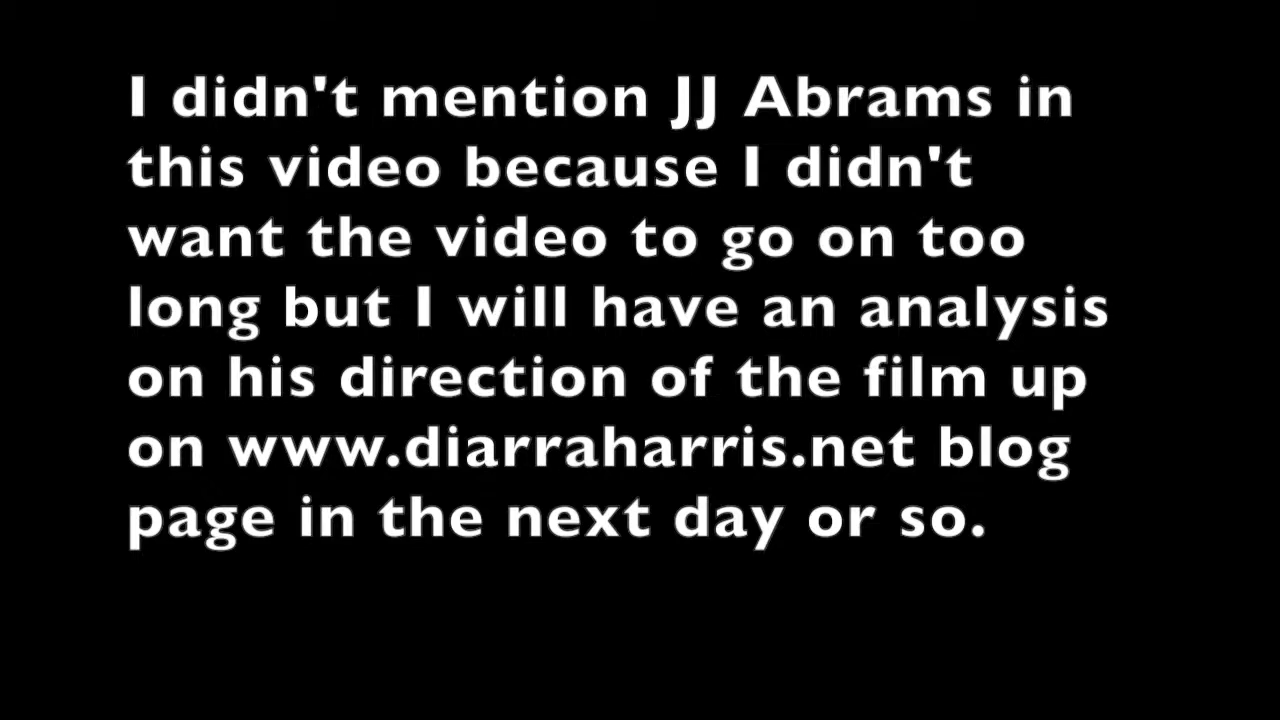 I didn't mention JJ Abrams in
this video because I didn't
want the video to go on too
long but I will have an analysis
on his direction of the film up
on www.diarraharris.net blog
page in the next day or so.